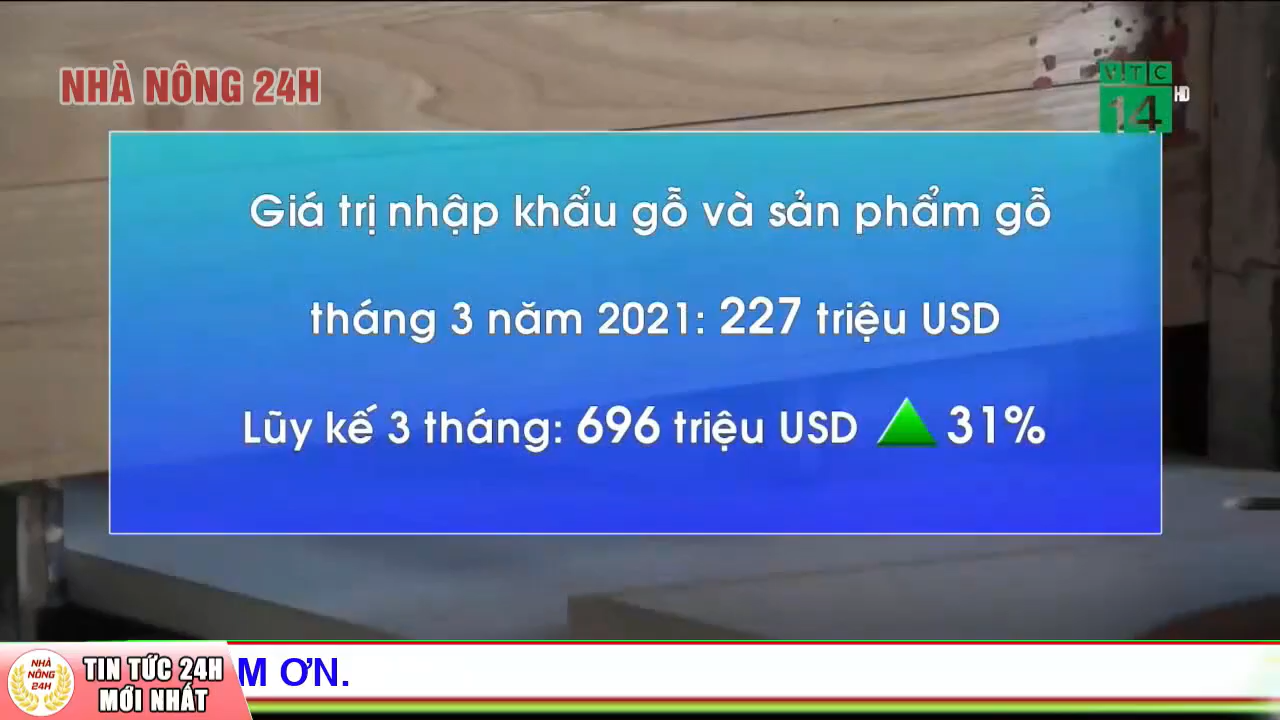 NHÀ NÔNG 24H
VTC
14
HD
Giá trị nhập khẩu gỗ và sản phẩm gỗ
tháng 3 năm 2021: 227 triệu USD
Lũy kế 3 tháng: 696 triệu USD ▲ 31%
NHÀ
NÔNG
24H
TIN TỨC 24H
MỚI NHẤT
M ƠN.